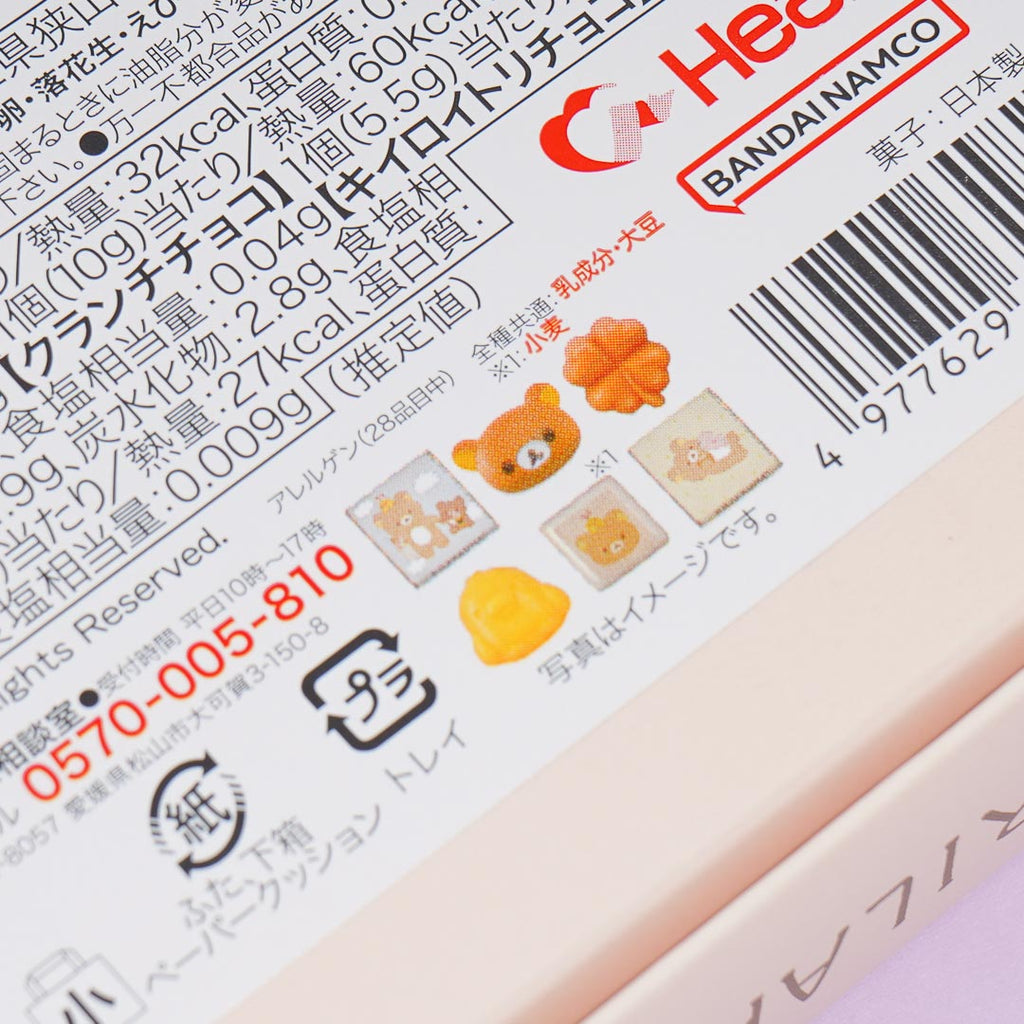 県狭山
卵・落花生・えび
固まるときに油脂分が変
下さい。●万一不都合品があ
/熱量:32kcal、蛋白質:0.
個(10g)当たり/熱量:60kcal
【クランチチョコ】1個(5.5g)当たり
食塩相当量:0.04g【キイロイトリチョコ】
.9g、炭水化物:2.8g、食塩相
当たり/熱量:27kcal、蛋白質:
塩相当量:0.009g(推定値)
ights Reserved.
Hea
BANDAI NAMCO
菓子:日本製
4 977629
アレルゲン(28品目中)
全種共通:乳成分・大豆
※1:小麦
※1
写真はイメージです。
相談室●受付時間 平日10時~17時
ル 0570-005-810
-8057 愛媛県松山市大可賀3-150-8
プラ
トレイ
紙
ふた、下箱
ペーパークッション
小
RILA